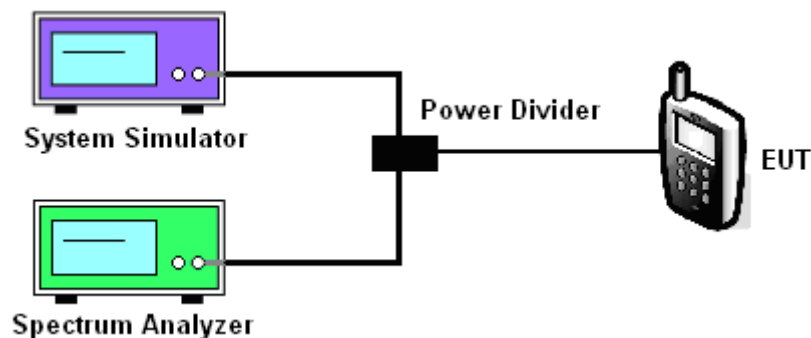 System Simulator
Power Divider
EUT
Spectrum Analyzer